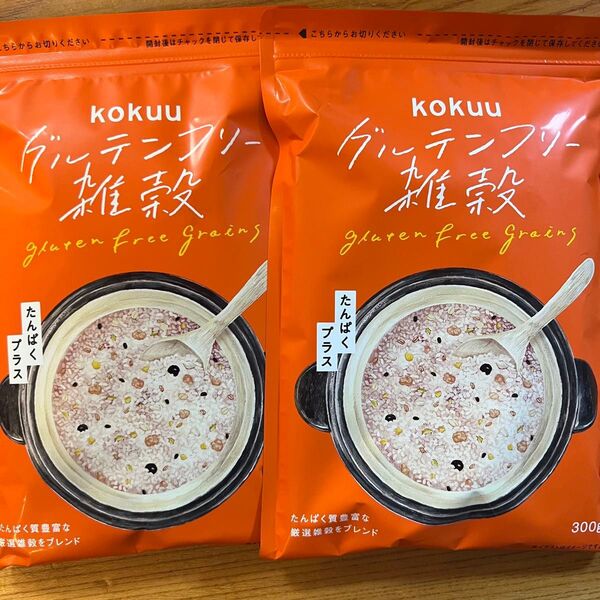 こちらからお切りください
開封後はチャックを閉じて保存し
kokuu
グルテンフリー
雑穀
gluten free grains
たんぱく
プラス
たんぱく質豊富な
厳選雑穀をブレンド
◀こちらからお切りください
開封後はチャックを閉じて保存して
kokuu
グルテンフリー
雑穀
gluten free grains
たんぱく
プラス
たんぱく質豊富な
厳選雑穀をブレンド
300g